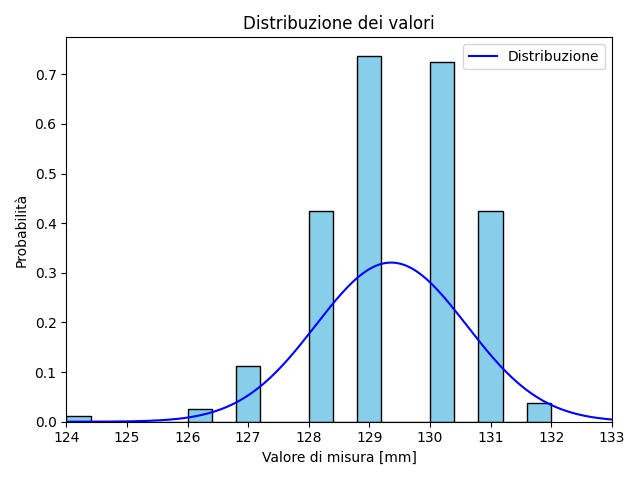 Distribuzione dei valori
Distribuzione
0.7
0.6
0.5
0.4
0.3
0.2
0.1
0.0
Probabilità
124 125 126 127 128 129 130 131 132 133
Valore di misura [mm]